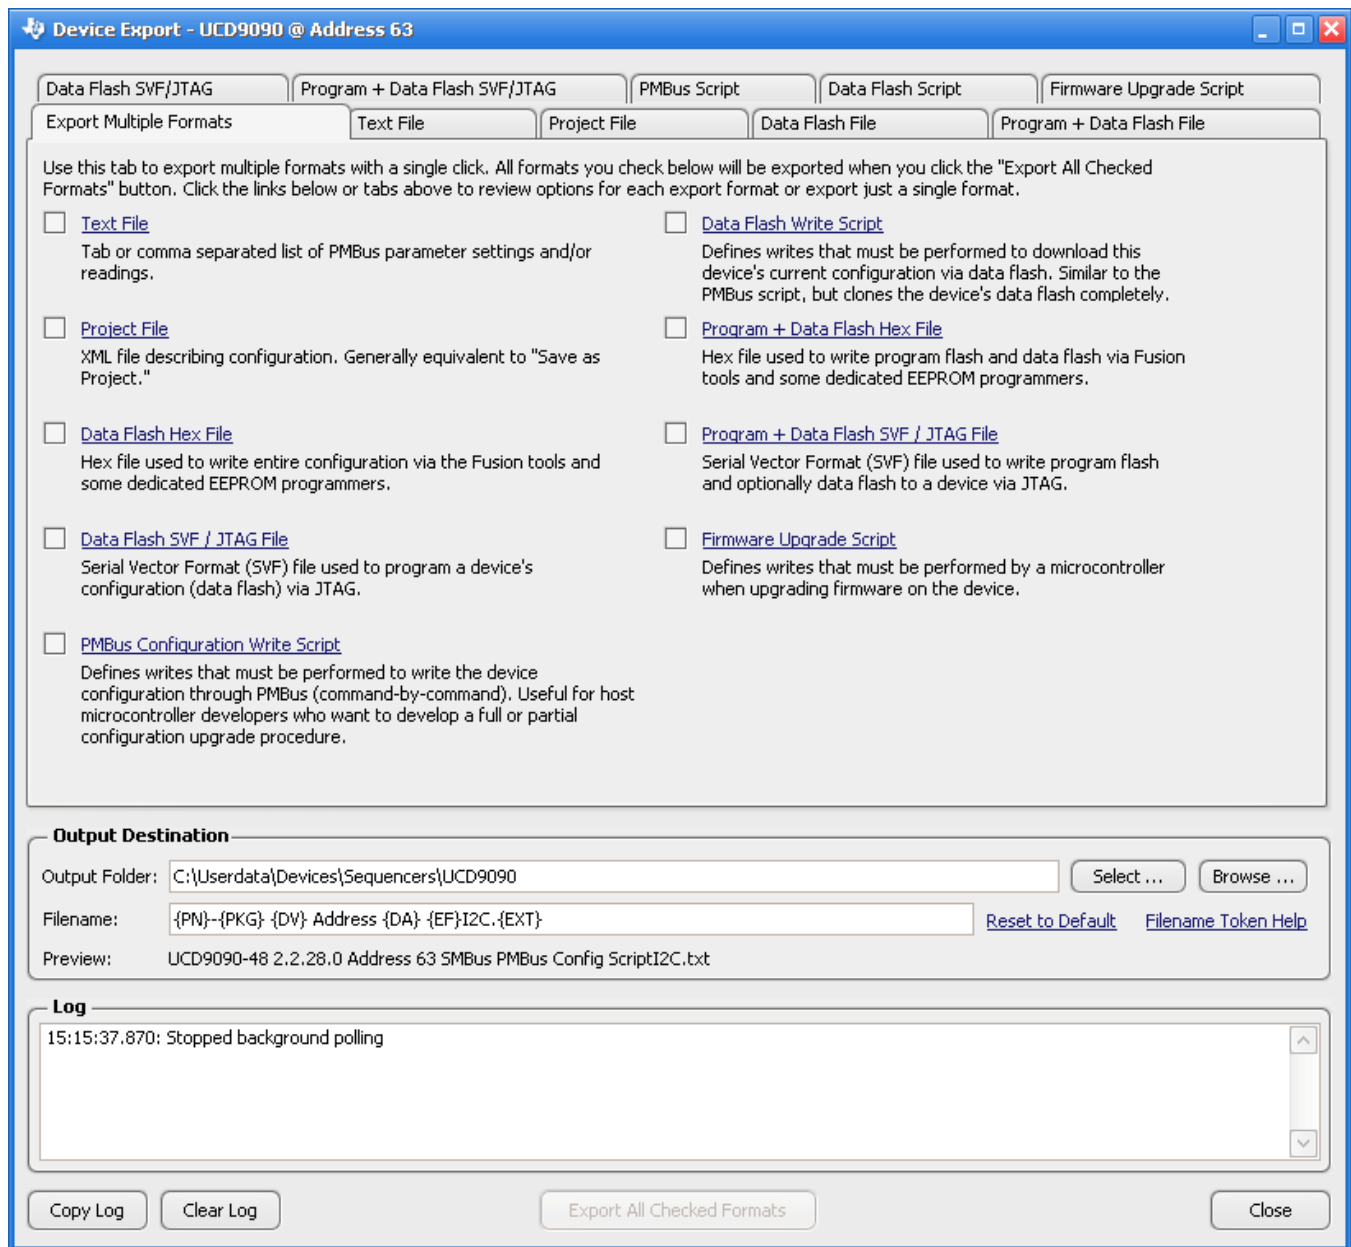 Device Export - UCD9090 @ Address 63
Data Flash SVF/JTAG
Program + Data Flash SVF/JTAG
PMBus Script
Data Flash Script
Firmware Upgrade Script
Export Multiple Formats
Text File
Project File
Data Flash File
Program + Data Flash File
Use this tab to export multiple formats with a single click. All formats you check below will be exported when you click the "Export All Checked
Formats" button. Click the links below or tabs above to review options for each export format or export just a single format.
Text File
Tab or comma separated list of PMBus parameter settings and/or
readings.
Project File
XML file describing configuration. Generally equivalent to "Save as
Project."
Data Flash Hex File
Hex file used to write entire configuration via the Fusion tools and
some dedicated EEPROM programmers.
Data Flash SVF / JTAG File
Serial Vector Format (SVF) file used to program a device's
configuration (data flash) via JTAG.
PMBus Configuration Write Script
Defines writes that must be performed to write the device
configuration through PMBus (command-by-command). Useful for host
microcontroller developers who want to develop a full or partial
configuration upgrade procedure.
Data Flash Write Script
Defines writes that must be performed to download this
device's current configuration via data flash. Similar to the
PMBus script, but clones the device's data flash completely.
Program + Data Flash Hex File
Hex file used to write program flash and data flash via Fusion
tools and some dedicated EEPROM programmers.
Program + Data Flash SVF / JTAG File
Serial Vector Format (SVF) file used to write program flash
and optionally data flash to a device via JTAG.
Firmware Upgrade Script
Defines writes that must be performed by a microcontroller
when upgrading firmware on the device.
Output Destination
Output Folder: C:\Userdata\Devices\Sequencers\UCD9090 Select ... Browse ...
Filename: {PN}-{PKG} {DV} Address {DA} {EF}I2C.{EXT} Reset to Default Filename Token Help
Preview: UCD9090-48 2.2.28.0 Address 63 SMBus PMBus Config ScriptI2C.txt
Log
15:15:37.870: Stopped background polling
Copy Log Clear Log Export All Checked Formats Close